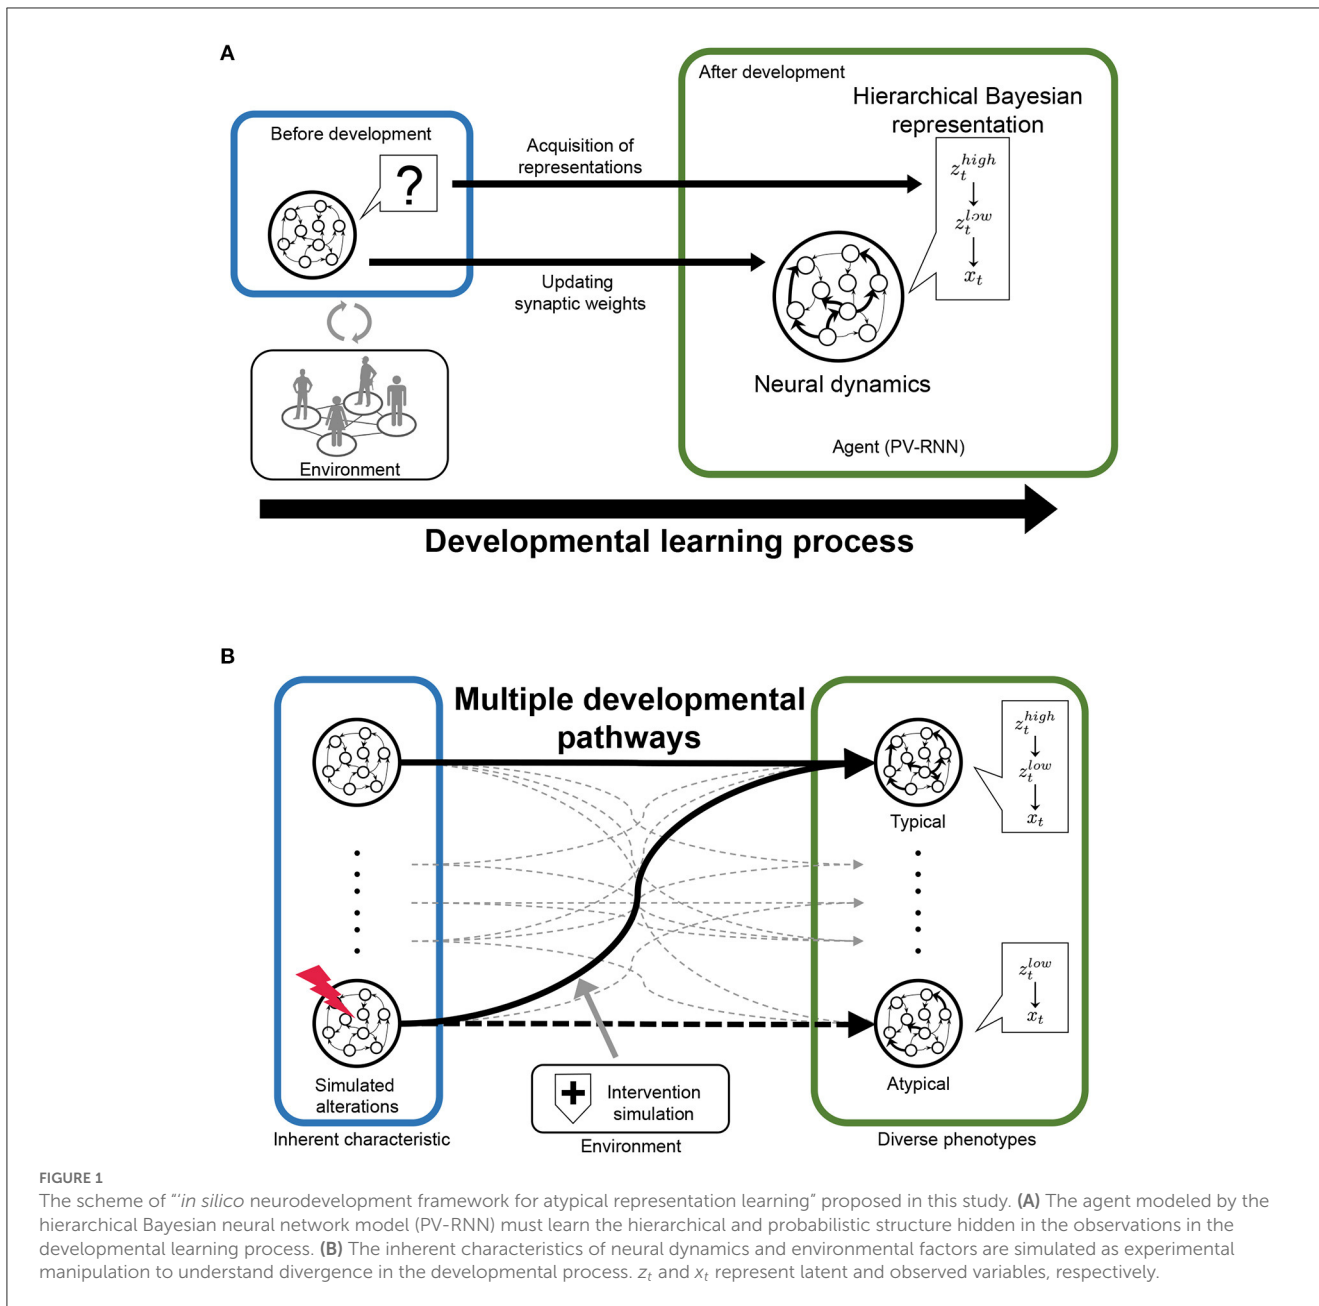 A
After development
Hierarchical Bayesian
representation
Before development
?
Acquisition of
representations
z_t^{high}
z_t^{low}
x_t
Updating
synaptic weights
Neural dynamics
Environment
Agent (PV-RNN)
Developmental learning process
B
Multiple developmental
pathways
z_t^{high}
z_t^{low}
x_t
Typical
z_t^{low}
x_t
Simulated
alterations
Intervention
simulation
Atypical
Inherent characteristic
Environment
Diverse phenotypes
FIGURE 1
The scheme of “‘in silico neurodevelopment framework for atypical representation learning” proposed in this study. (A) The agent modeled by the
hierarchical Bayesian neural network model (PV-RNN) must learn the hierarchical and probabilistic structure hidden in the observations in the
developmental learning process. (B) The inherent characteristics of neural dynamics and environmental factors are simulated as experimental
manipulation to understand divergence in the developmental process. z_t and x_t represent latent and observed variables, respectively.